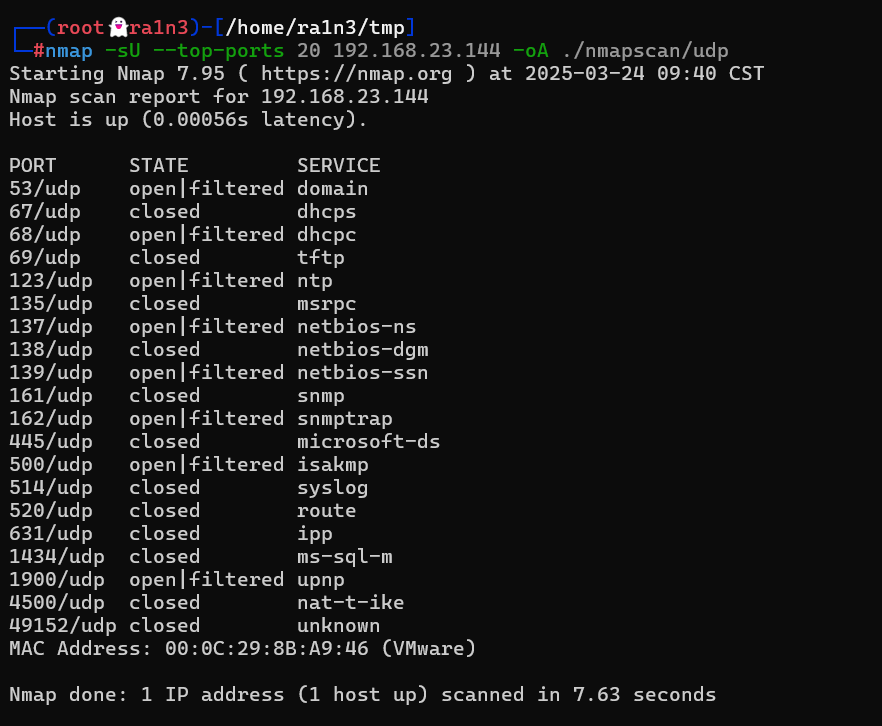 ┌──(root👻ra1n3)-[/home/ra1n3/tmp]
└─#nmap -sU --top-ports 20 192.168.23.144 -oA ./nmapscan/udp
Starting Nmap 7.95 ( https://nmap.org ) at 2025-03-24 09:40 CST
Nmap scan report for 192.168.23.144
Host is up (0.00056s latency).

PORT      STATE         SERVICE
53/udp    open|filtered domain
67/udp    closed        dhcps
68/udp    open|filtered dhcpc
69/udp    closed        tftp
123/udp   open|filtered ntp
135/udp   closed        msrpc
137/udp   open|filtered netbios-ns
138/udp   closed        netbios-dgm
139/udp   open|filtered netbios-ssn
161/udp   closed        snmp
162/udp   open|filtered snmptrap
445/udp   closed        microsoft-ds
500/udp   open|filtered isakmp
514/udp   closed        syslog
520/udp   closed        route
631/udp   closed        ipp
1434/udp  closed        ms-sql-m
1900/udp  open|filtered upnp
4500/udp  closed        nat-t-ike
49152/udp closed        unknown
MAC Address: 00:0C:29:8B:A9:46 (VMware)

Nmap done: 1 IP address (1 host up) scanned in 7.63 seconds